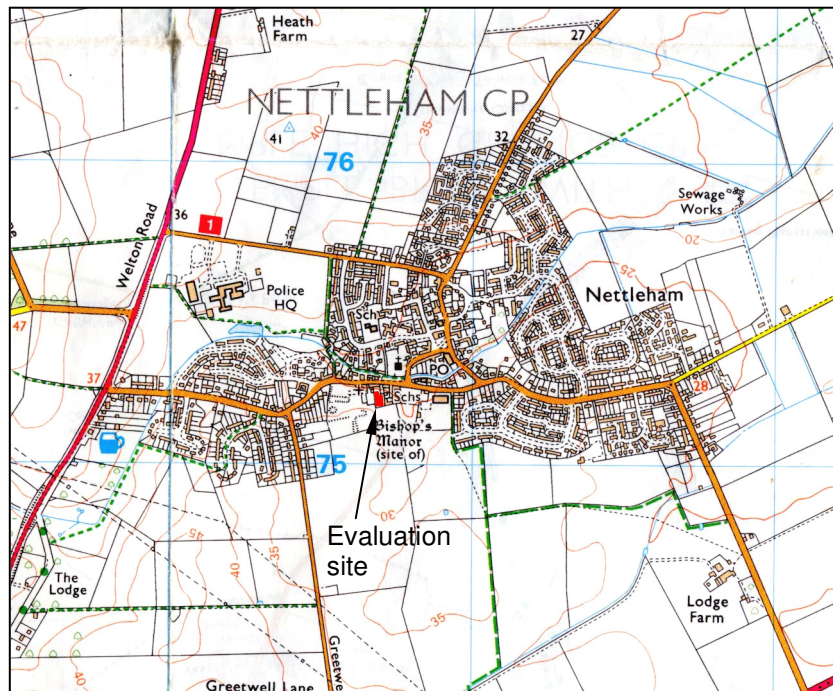 Heath
Farm
27
NETTLEHAM CP
40
35
41
32
76
Sewage
Works
36
1
20
Welton Road
25
Police
HQ
Nettleham
Sch
47
PO
37
28
Schs
Bishop's
Manor
(site of)
75
30
Evaluation
site
45
40
35
The
Lodge
Lodge
Farm
35
40
Greetwell Lane
Greetwe